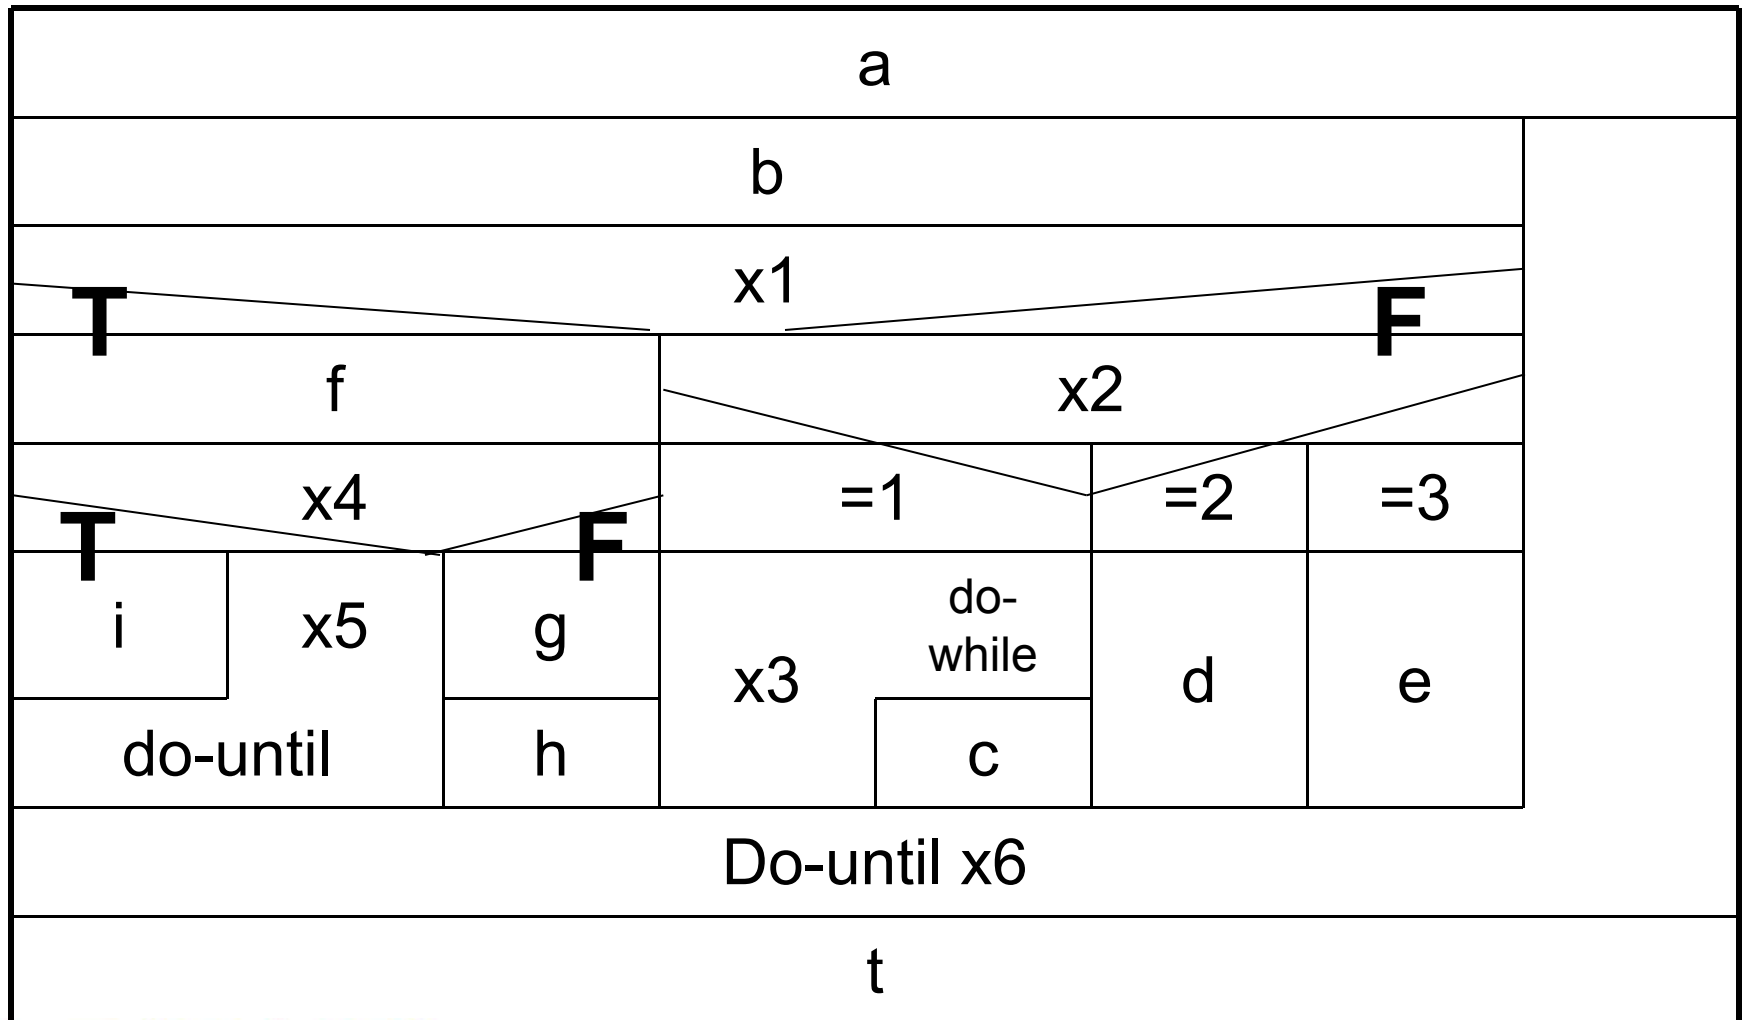 a
b
x1
T
F
f
x2
x4
=1
=2
=3
T
F
i
x5
g
x3
do-
while
d
e
do-until
h
c
Do-until x6
t